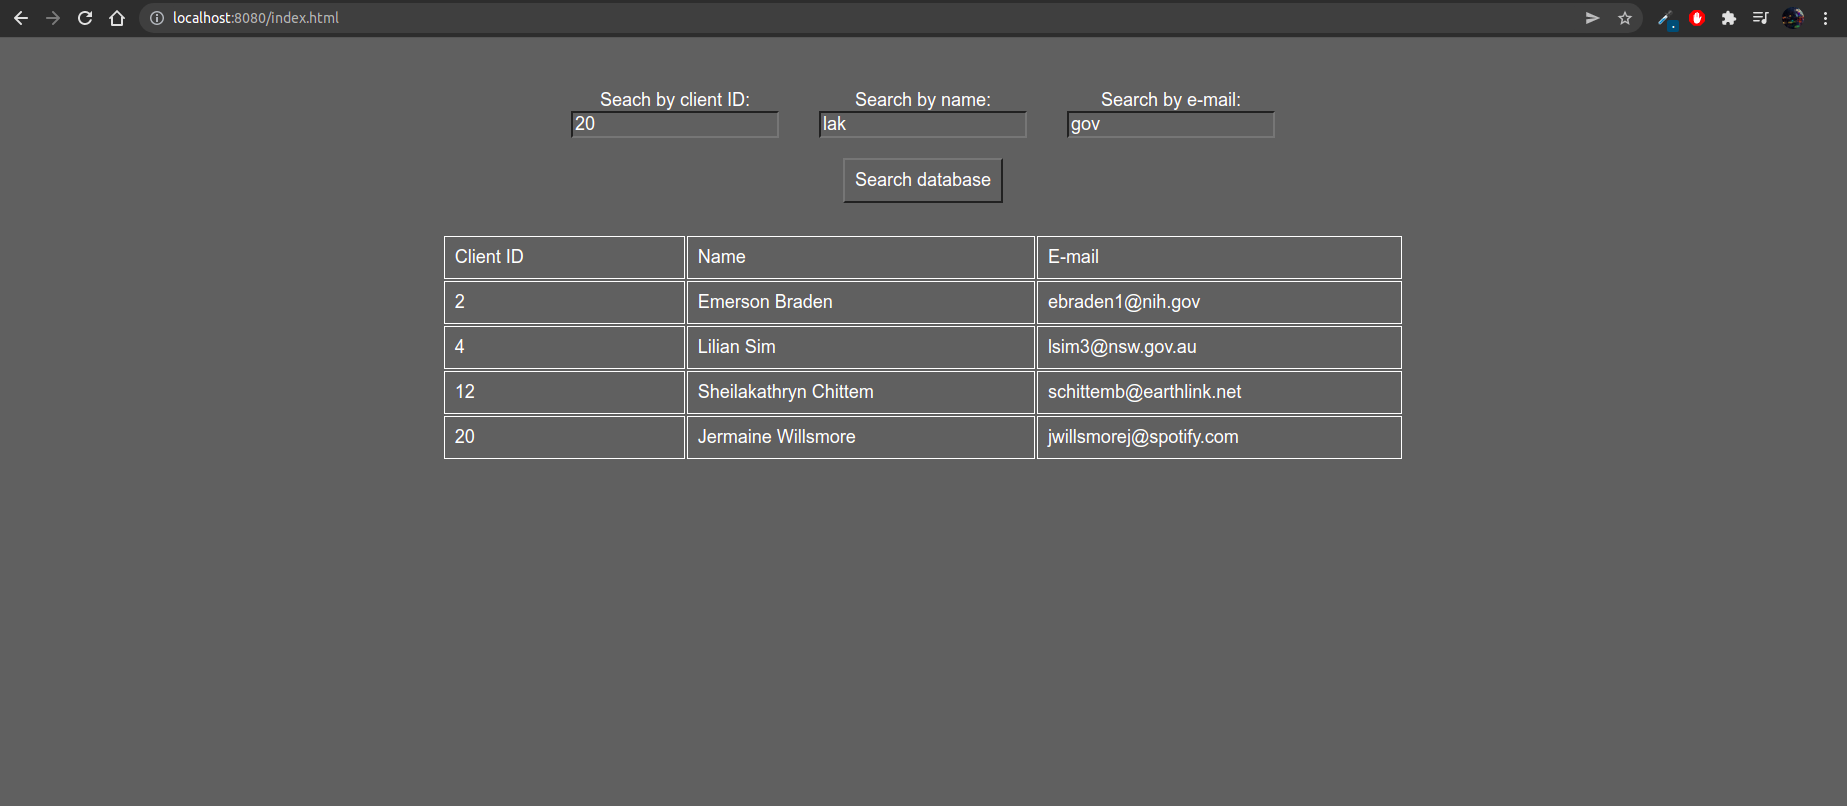 localhost:8080/index.html
Seach by client ID: Search by name: Search by e-mail:
20 lak gov
Search database
Client ID Name E-mail
2 Emerson Braden ebraden1@nih.gov
4 Lilian Sim lsim3@nsw.gov.au
12 Sheilakathryn Chittem schittemb@earthlink.net
20 Jermaine Willsmore jwillsmorej@spotify.com